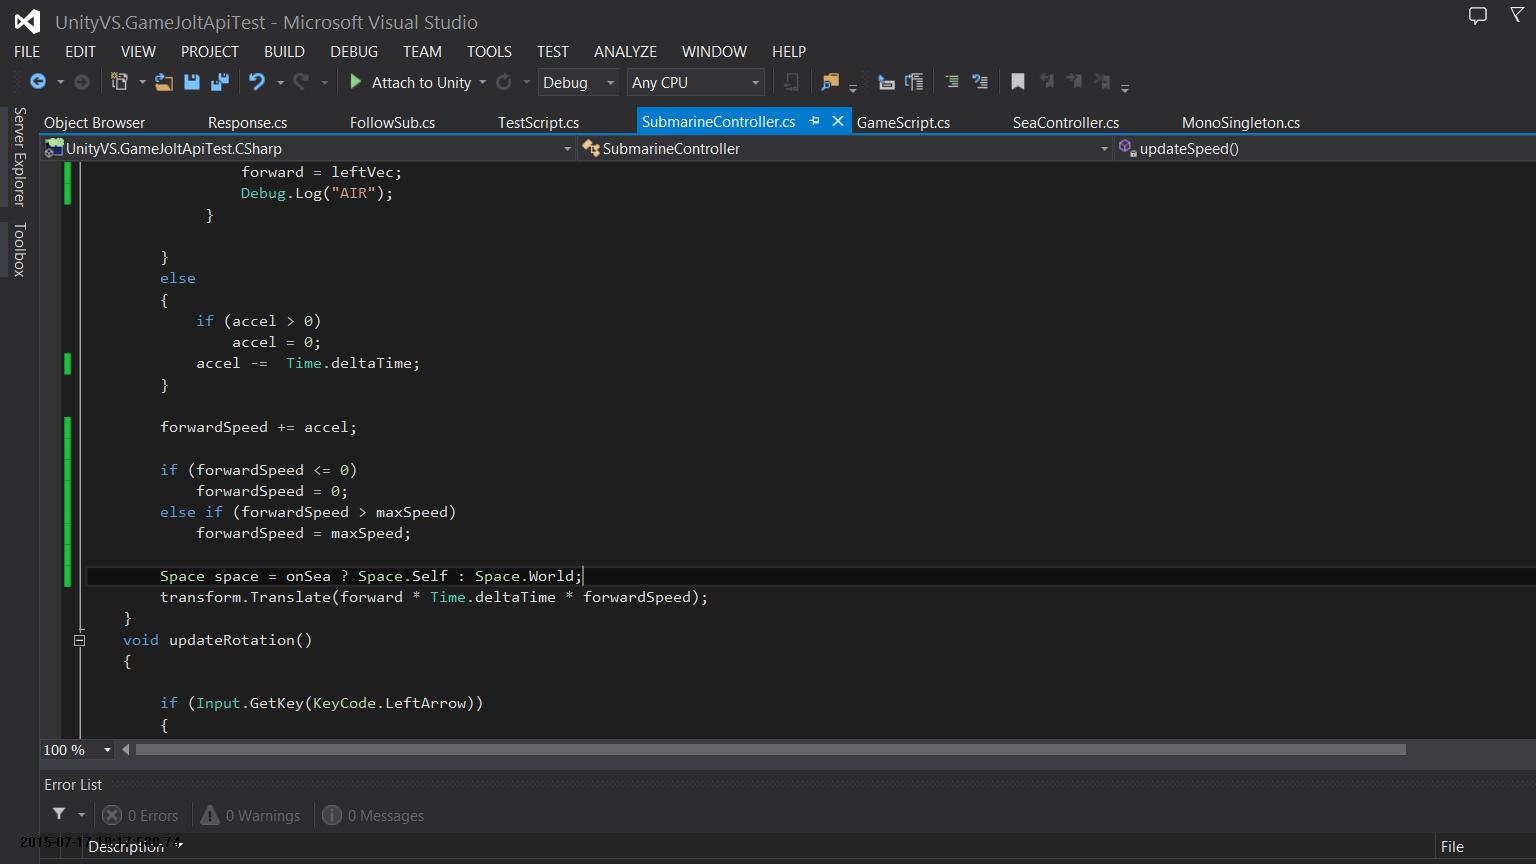 UnityVS.GameJoltApiTest - Microsoft Visual Studio
FILE EDIT VIEW PROJECT BUILD DEBUG TEAM TOOLS TEST ANALYZE WINDOW HELP
Attach to Unity Debug Any CPU
Server Explorer
Toolbox
Object Browser Response.cs FollowSub.cs TestScript.cs SubmarineController.cs GameScript.cs SeaController.cs MonoSingleton.cs
UnityVS.GameJoltApiTest.CSharp SubmarineController updateSpeed()
forward = leftVec;
Debug.Log("AIR");
}
}
else
{
if (accel > 0)
accel = 0;
accel -=  Time.deltaTime;
}
forwardSpeed += accel;
if (forwardSpeed <= 0)
forwardSpeed = 0;
else if (forwardSpeed > maxSpeed)
forwardSpeed = maxSpeed;
Space space = onSea ? Space.Self : Space.World;
transform.Translate(forward * Time.deltaTime * forwardSpeed);
}
void updateRotation()
{
if (Input.GetKey(KeyCode.LeftArrow))
{
100 %
Error List
0 Errors 0 Warnings 0 Messages
Description File